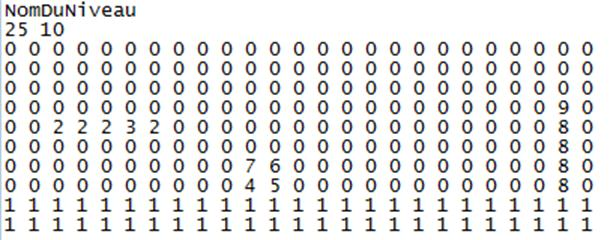 NomDuNiveau
25 10
0 0 0 0 0 0 0 0 0 0 0 0 0 0 0 0 0 0 0 0 0 0 0 0 0
0 0 0 0 0 0 0 0 0 0 0 0 0 0 0 0 0 0 0 0 0 0 0 0 0
0 0 0 0 0 0 0 0 0 0 0 0 0 0 0 0 0 0 0 0 0 0 0 0 0
0 0 0 0 0 0 0 0 0 0 0 0 0 0 0 0 0 0 0 0 0 0 0 9 0
0 0 2 2 2 3 2 0 0 0 0 0 0 0 0 0 0 0 0 0 0 0 0 8 0
0 0 0 0 0 0 0 0 0 0 0 0 0 0 0 0 0 0 0 0 0 0 0 8 0
0 0 0 0 0 0 0 0 0 0 7 6 0 0 0 0 0 0 0 0 0 0 0 8 0
0 0 0 0 0 0 0 0 0 0 4 5 0 0 0 0 0 0 0 0 0 0 0 8 0
1 1 1 1 1 1 1 1 1 1 1 1 1 1 1 1 1 1 1 1 1 1 1 1 1
1 1 1 1 1 1 1 1 1 1 1 1 1 1 1 1 1 1 1 1 1 1 1 1 1